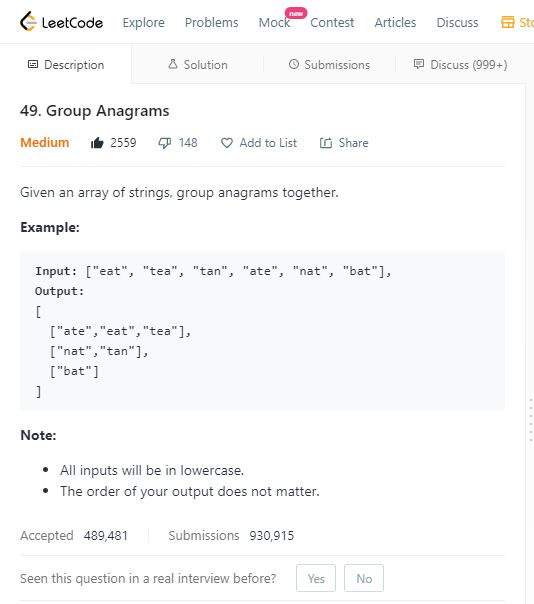 LeetCode Explore Problems Mock new Contest Articles Discuss
Description Solution Submissions Discuss (999+)
49. Group Anagrams
Medium 2559 148 Add to List Share
Given an array of strings, group anagrams together.
Example:
Input: ["eat", "tea", "tan", "ate", "nat", "bat"],
Output:
[
["ate","eat","tea"],
["nat","tan"],
["bat"]
]
Note:
All inputs will be in lowercase.
The order of your output does not matter.
Accepted 489,481 Submissions 930,915
Seen this question in a real interview before? Yes No